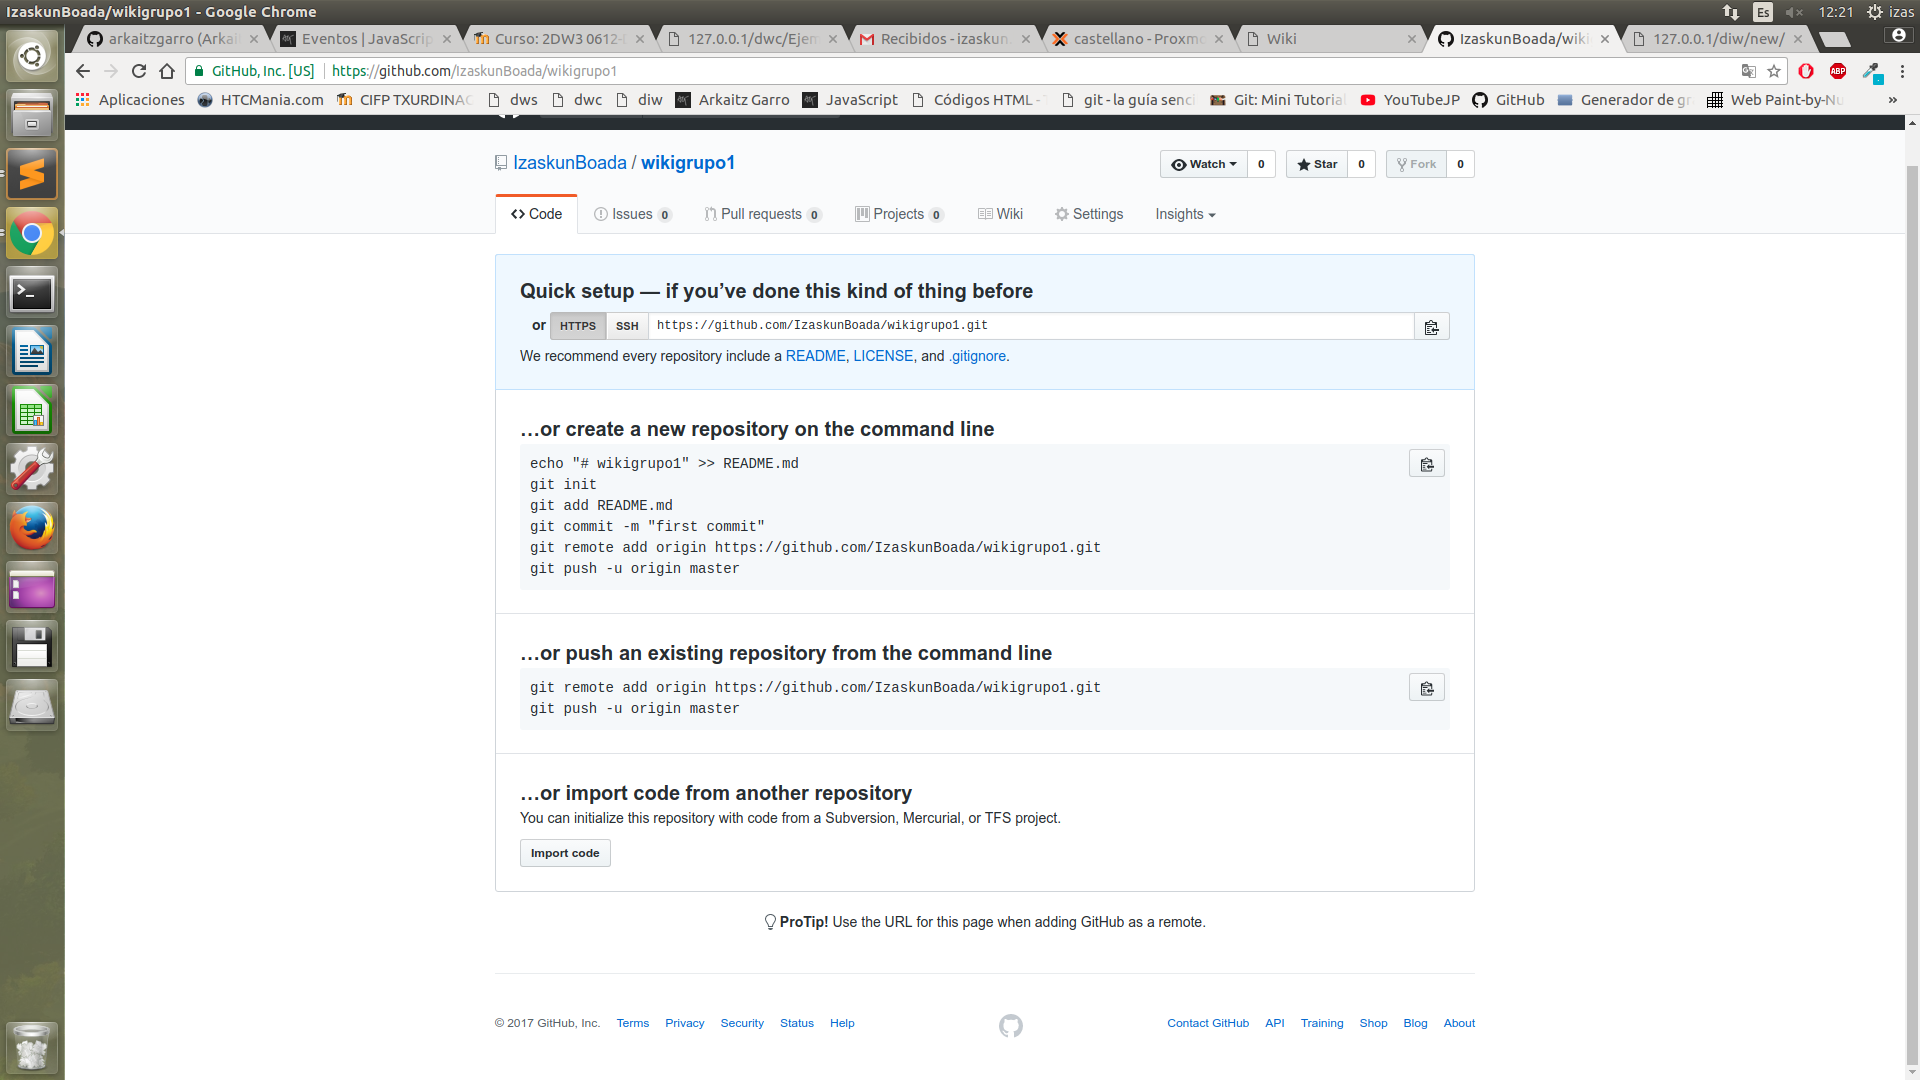 IzaskunBoada/wikigrupo1 - Google Chrome
Es
12:21
izas
arkaitzgarro (Arkai
Eventos | JavaScrip
Curso: 2DW3 0612-
127.0.0.1/dwc/Ejem
Recibidos - izaskun
castellano - Proxmo
Wiki
IzaskunBoada/wiki
127.0.0.1/diw/new/
GitHub, Inc. [US]
https://github.com/IzaskunBoada/wikigrupo1
ABP
Aplicaciones
HTCMania.com
CIFP TXURDINAC
dws
dwc
diw
Arkaitz Garro
JavaScript
Códigos HTML -
git - la guía senci
Git: Mini Tutorial
YouTubeJP
GitHub
Generador de gr
Web Paint-by-Nu
»
IzaskunBoada / wikigrupo1
Watch 0
Star 0
Fork 0
Code
Issues 0
Pull requests 0
Projects 0
Wiki
Settings
Insights
Quick setup — if you’ve done this kind of thing before
or HTTPS SSH https://github.com/IzaskunBoada/wikigrupo1.git
We recommend every repository include a README, LICENSE, and .gitignore.
…or create a new repository on the command line
echo "# wikigrupo1" >> README.md
git init
git add README.md
git commit -m "first commit"
git remote add origin https://github.com/IzaskunBoada/wikigrupo1.git
git push -u origin master
…or push an existing repository from the command line
git remote add origin https://github.com/IzaskunBoada/wikigrupo1.git
git push -u origin master
…or import code from another repository
You can initialize this repository with code from a Subversion, Mercurial, or TFS project.
Import code
ProTip! Use the URL for this page when adding GitHub as a remote.
© 2017 GitHub, Inc. Terms Privacy Security Status Help
Contact GitHub API Training Shop Blog About